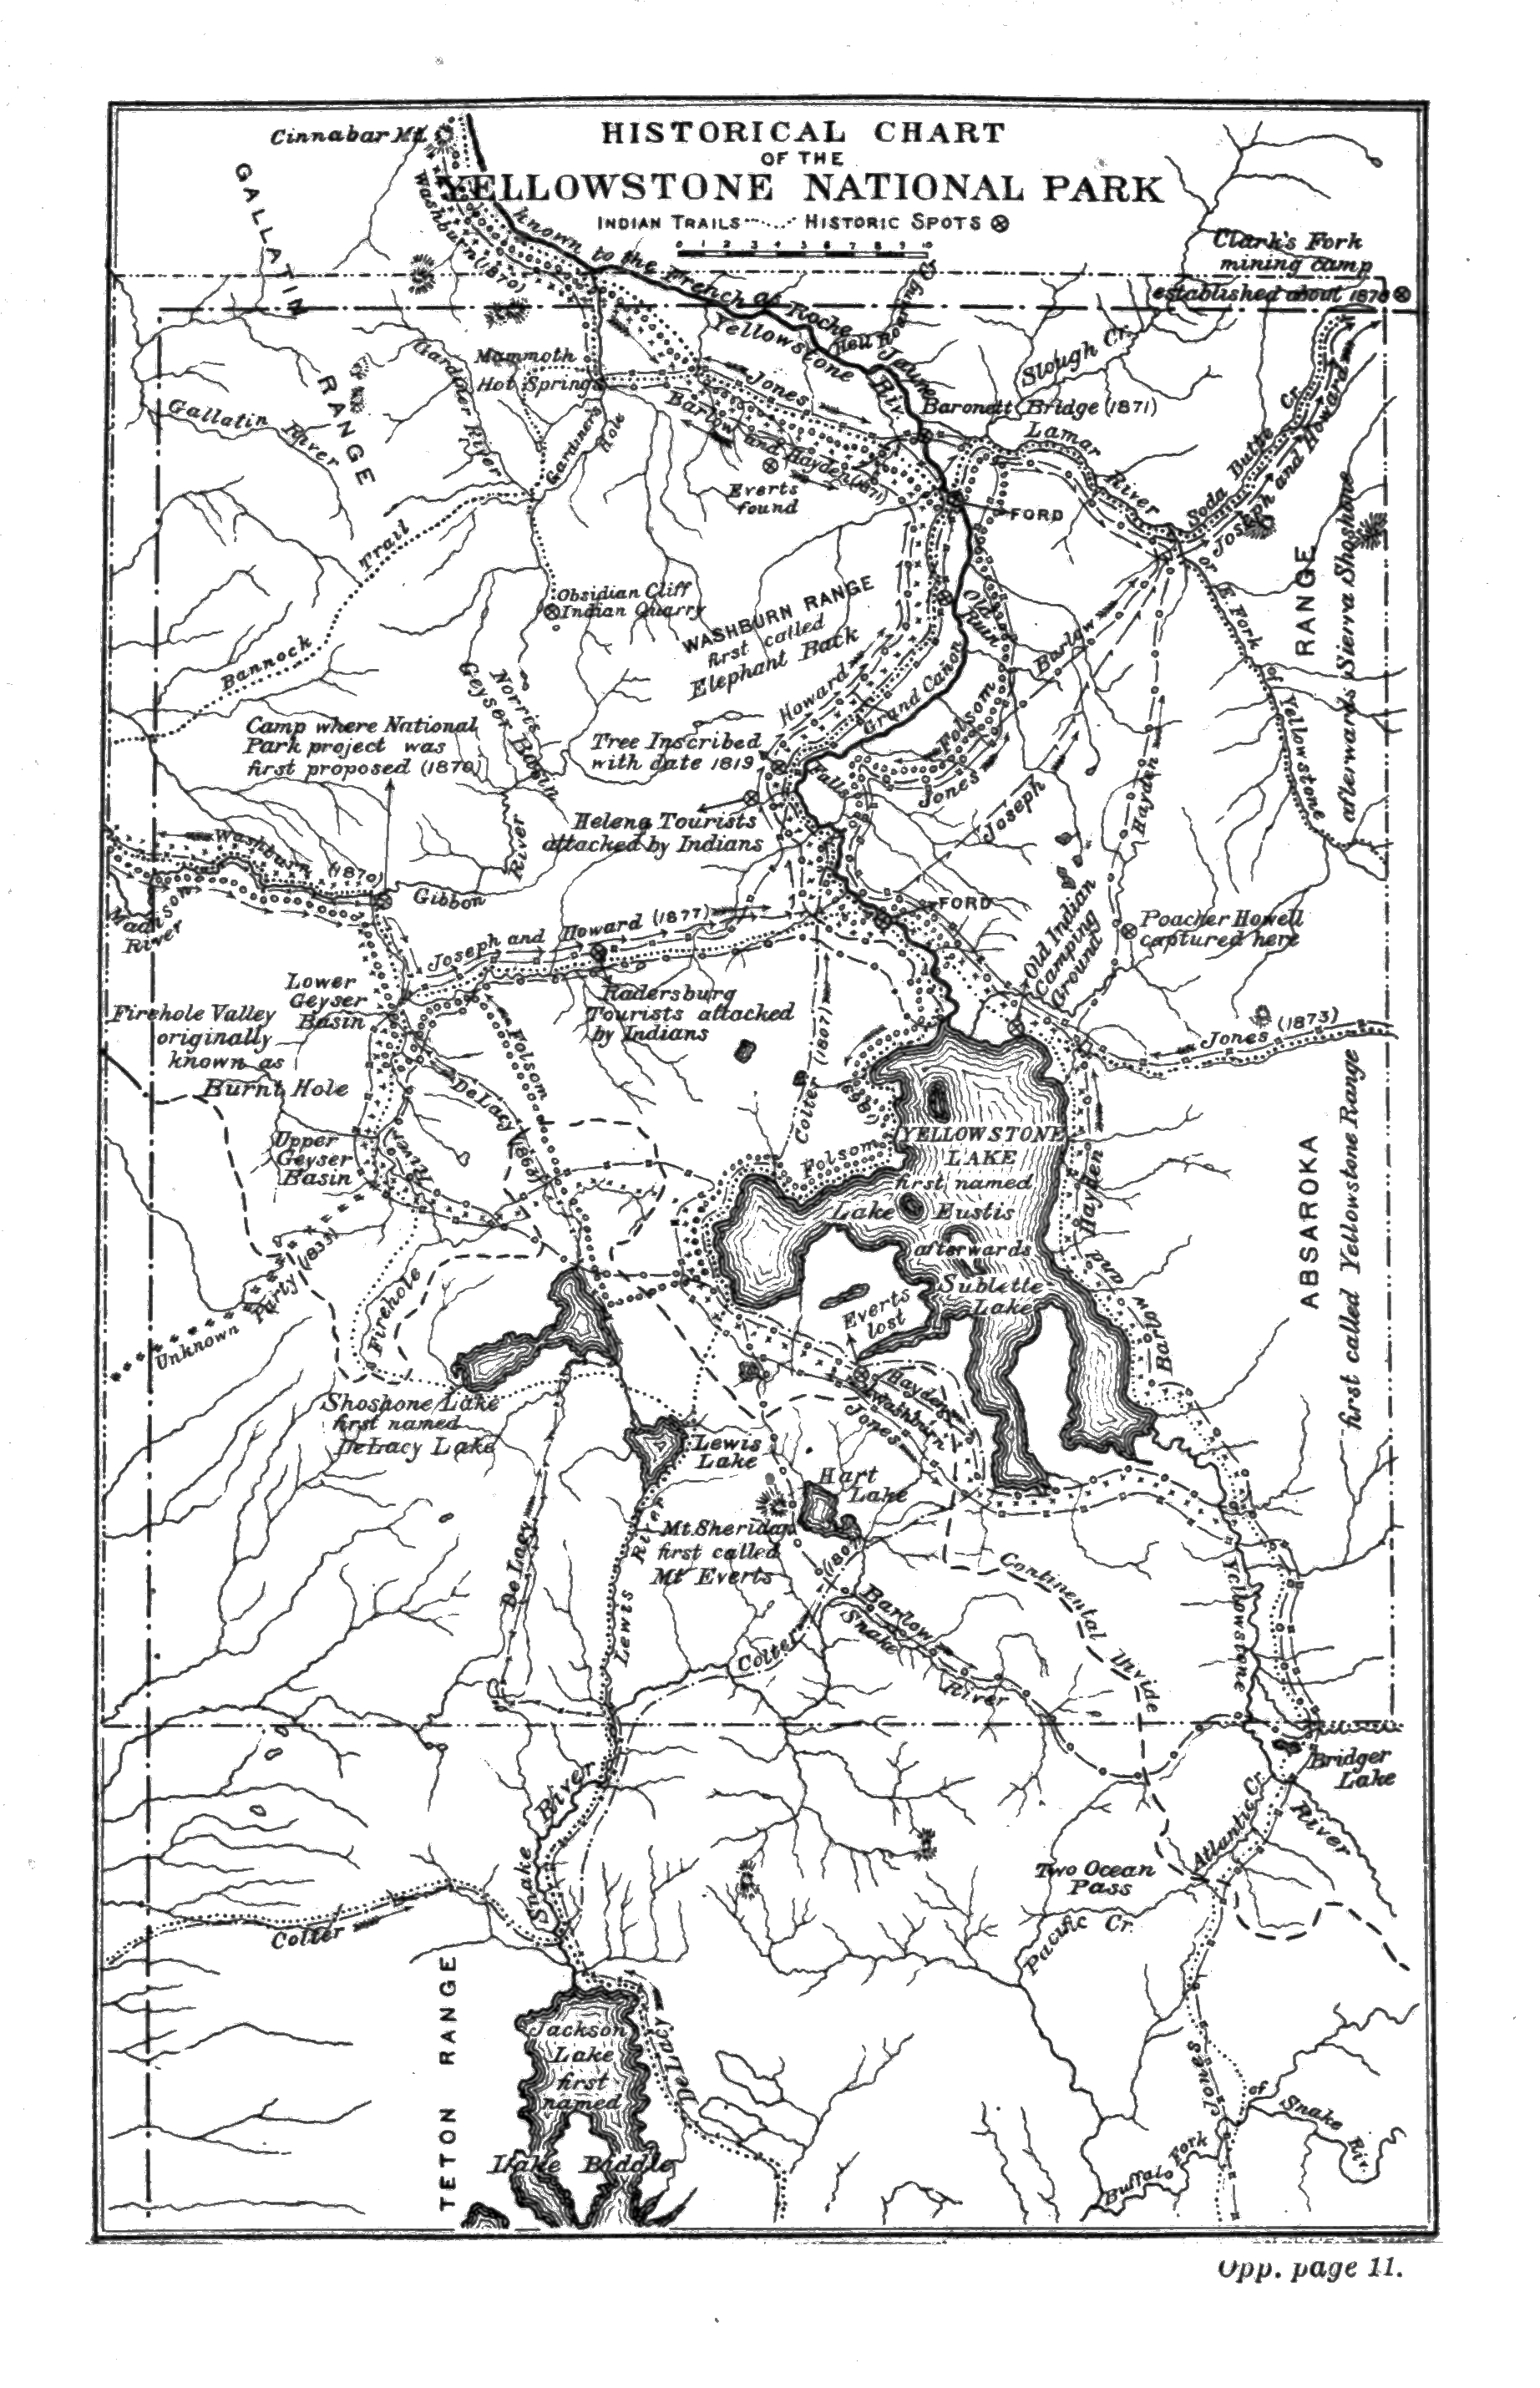 HISTORICAL CHART
OF THE
YELLOWSTONE NATIONAL PARK
INDIAN TRAILS HISTORIC SPOTS
0 1 2 3 4 5 6 7 8 9 10
Cinnabar Mt.
GALLATIN RANGE
Washburn (1870)
known to the French as Roche Jaune
Yellowstone Riv.
Hell Roaring Cr.
Clark's Fork
mining camp
established about 1870
Slough Cr.
Gardiner River
Mammoth
Hot Springs
Gallatin River
Gardiners Hole
Jones
Barlow and Hayden (1871)
Baronett Bridge (1871)
Lamar River
Soda Butte Cr.
Joseph and Howard
Everts
found
FORD
or E. Fork of Yellowstone
RANGE
afterwards Sierra Shoshone
Bannock Trail
Obsidian Cliff
Indian Quarry
WASHBURN RANGE
first called
Elephant Back
Howard
Grand Cañon
Old Ruin
Barlow
Folsom
Jones
Joseph
Hayden
Norris
Geyser Basin
Camp where National
Park project was
first proposed (1870)
Tree Inscribed
with date 1819
Falls
Helena Tourists
attacked by Indians
Washburn (1870)
Madison
River
Gibbon
River
Joseph and Howard (1877)
FORD
Old Indian
Camping
Ground
Poacher Howell
captured here
Lower
Geyser
Basin
Firehole Valley
originally
known as
Burnt Hole
Radersburg
Tourists attacked
by Indians
Folsom
De Lacy (1863)
Colter (1807)
(1869)
Jones (1873)
Upper
Geyser
Basin
River
Folsom
YELLOWSTONE
LAKE
first named
Lake Eustis
afterwards
Sublette
Lake
Hayden
and
Barlow
ABSAROKA
first called Yellowstone Range
Unknown Party (1833)
Firehole
Everts
lost
Shoshone Lake
first named
DeLacy Lake
Hayden
Washburn
Jones
Lewis
Lake
Hart
Lake
Mt. Sheridan
first called
Mt Everts
De Lacy
Lewis River
Lewis
Colter (1807)
Barlow
Snake River
Continental Divide
Yellowstone
River
Bridger
Lake
Snake River
Atlantic Cr.
Two Ocean
Pass
Pacific Cr.
Colter
TETON RANGE
Jackson
Lake
first
named
Lake Biddle
De Lacy
Jones
Buffalo Fork
of Snake Riv.
Opp. page 11.